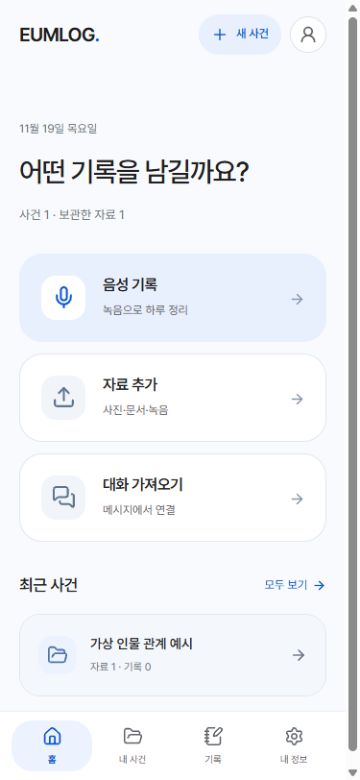 EUMLOG.
새 사건
11월 19일 목요일
어떤 기록을 남길까요?
사건 1 · 보관한 자료 1
음성 기록
녹음으로 하루 정리
자료 추가
사진·문서·녹음
대화 가져오기
메시지에서 연결
최근 사건
모두 보기
가상 인물 관계 예시
자료 1 · 기록 0
홈
내 사건
기록
내 정보